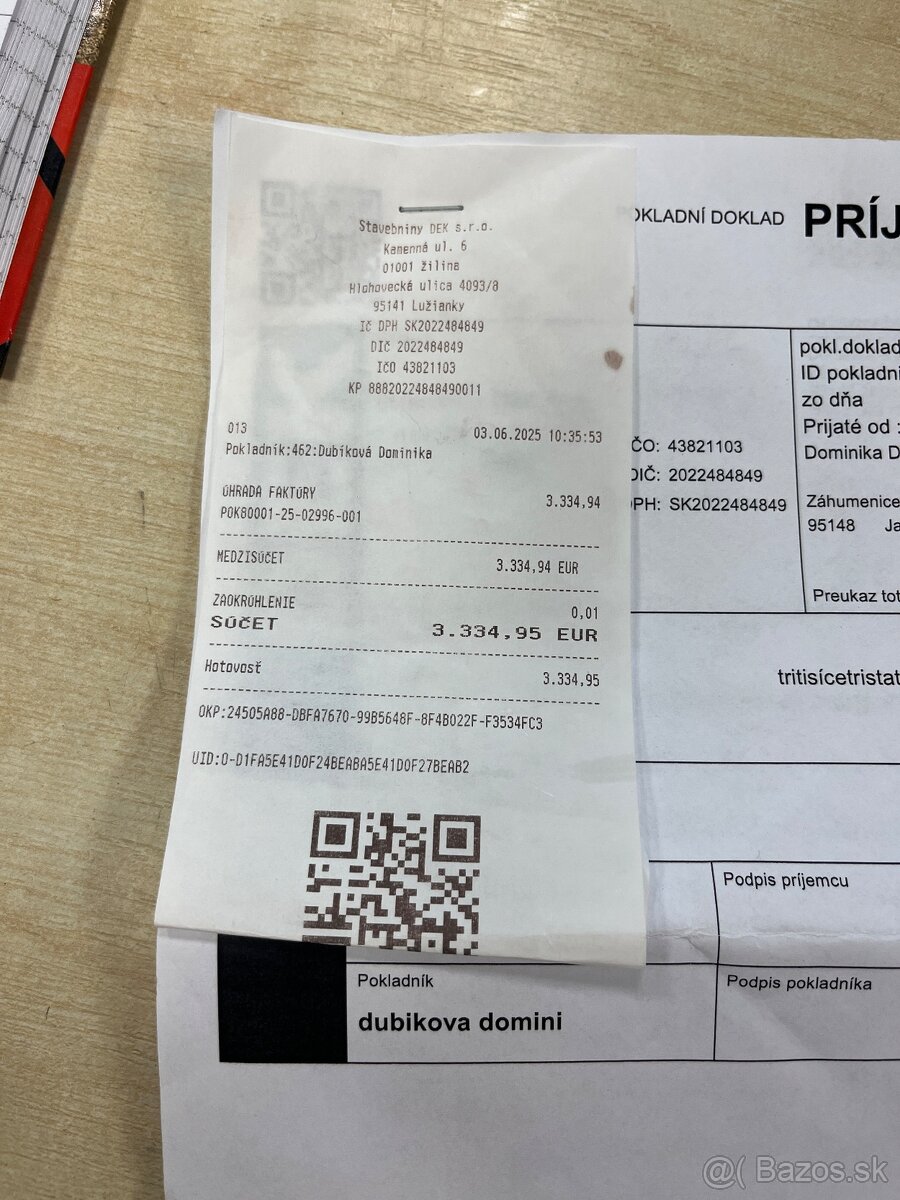 Stavebniny DEK s.r.o.
Kamenná ul. 6
01001 Žilina
Hlohovecká ulica 4093/8
95141 Lužianky
IČ DPH SK2022484849
DIČ 2022484849
IČO 43821103
KP 88820224848490011
013
03.06.2025 10:35:53
Pokladník:462:Dubíková Dominika
ÚHRADA FAKTÚRY
3.334,94
POK80001-25-02996-001
MEDZISÚČET 3.334,94 EUR
ZAOKRÚHLENIE 0,01
SÚČET 3.334,95 EUR
Hotovosť 3.334,95
OKP:24505A88-DBFA7670-99B5648F-8F4B022F-F3534FC3
UID:O-D1FA5E41D0F24BEABA5E41D0F27BEAB2
OKLADNÍ DOKLAD PRÍJ
pokl.doklad
ID pokladni
zo dňa
Prijaté od :
Dominika D
Záhumenice
95148 Ja
Preukaz tot
ČO: 43821103
DIČ: 2022484849
DPH: SK2022484849
tritisícetristat
Podpis príjemcu
Pokladník
dubikova domini
Podpis pokladníka
@( Bazos.sk